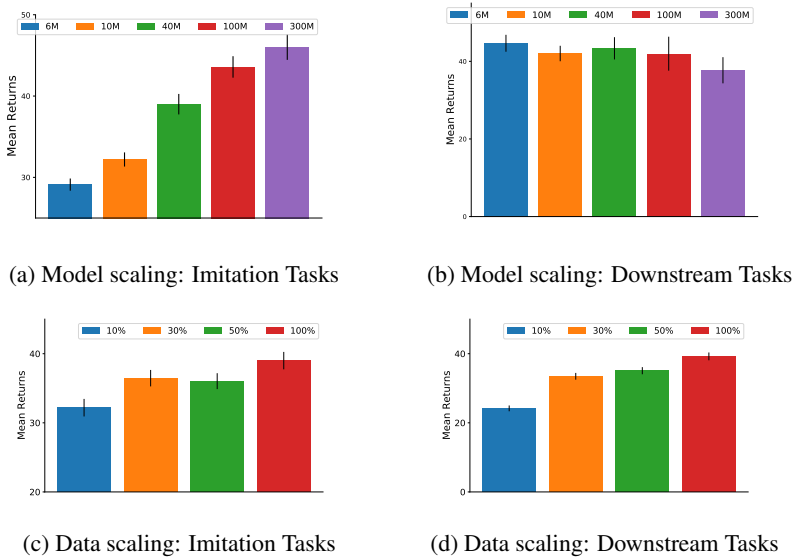 6M 10M 40M 100M 300M
Mean Returns
50
30
(a) Model scaling: Imitation Tasks
6M 10M 40M 100M 300M
Mean Returns
40
20
0
(b) Model scaling: Downstream Tasks
10% 30% 50% 100%
Mean Returns
40
30
20
(c) Data scaling: Imitation Tasks
10% 30% 50% 100%
Mean Returns
40
20
0
(d) Data scaling: Downstream Tasks